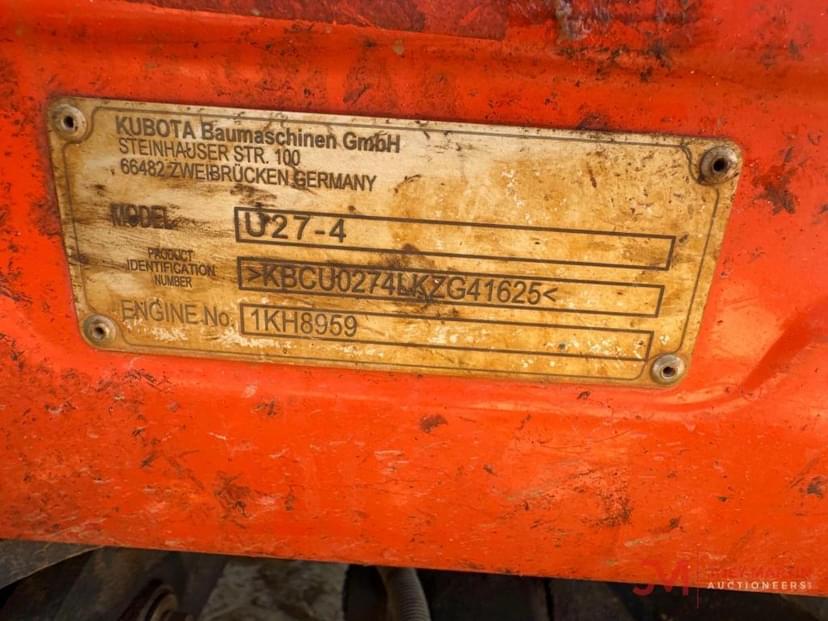 KUBOTA Baumaschinen GmbH
STEINHAUSER STR. 100
66482 ZWEIBRÜCKEN GERMANY
MODEL U27-4
PRODUCT IDENTIFICATION NUMBER >KBCU0274LKZG41625<
ENGINE No. 1KH8959
JM
AUCTIONEERS